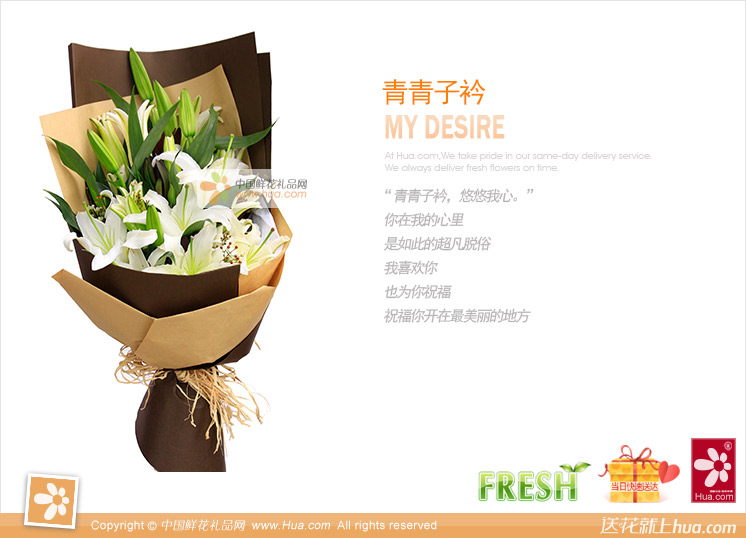 青青子衿
MY DESIRE
At Hua.com,We take pride in our same-day delivery service.
We always deliver fresh flowers on time.
“青青子衿，悠悠我心。”
你在我的心里
是如此的超凡脱俗
我喜欢你
也为你祝福
祝福你开在最美丽的地方
中国鲜花礼品网
www.Hua.com
FRESH
当日快速送达
Hua.com
Copyright © 中国鲜花礼品网 www.Hua.com All rights reserved
送花就上hua.com